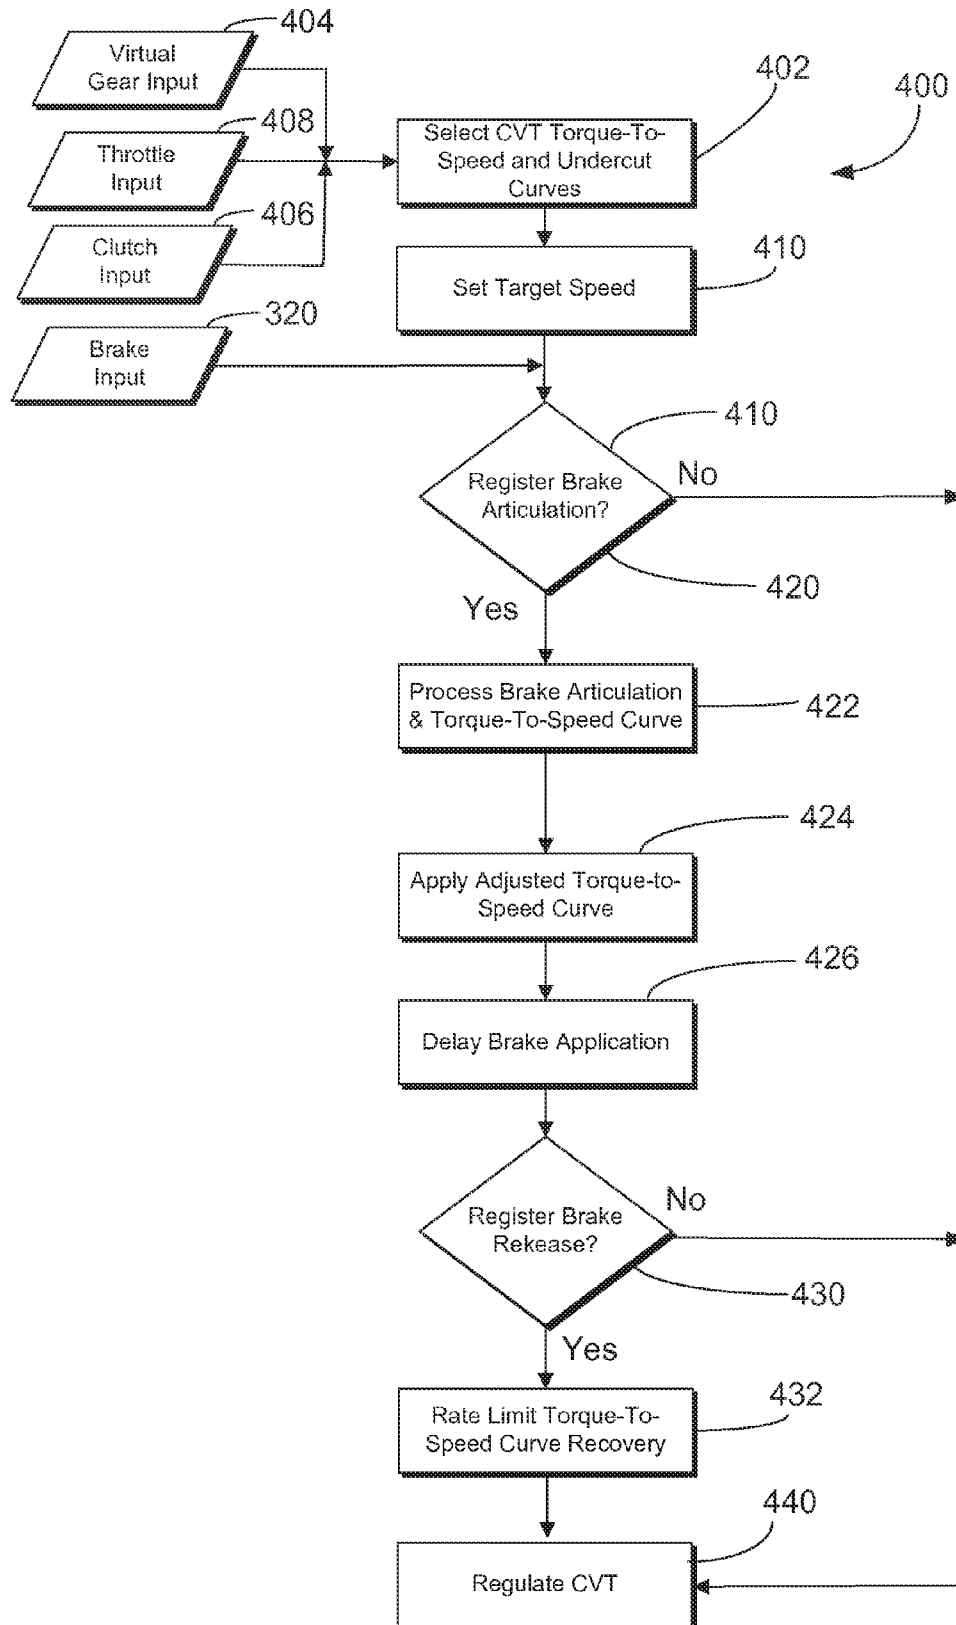 404
Virtual
Gear Input
408
Throttle
Input
406
Clutch
Input
320
Brake
Input
402
400
Select CVT Torque-To-
Speed and Undercut
Curves
410
Set Target Speed
410
Register Brake
Articulation?
No
420
Yes
Process Brake Articulation
& Torque-To-Speed Curve
422
424
Apply Adjusted Torque-to-
Speed Curve
426
Delay Brake Application
Register Brake
Rekease?
No
430
Yes
432
Rate Limit Torque-To-
Speed Curve Recovery
440
Regulate CVT